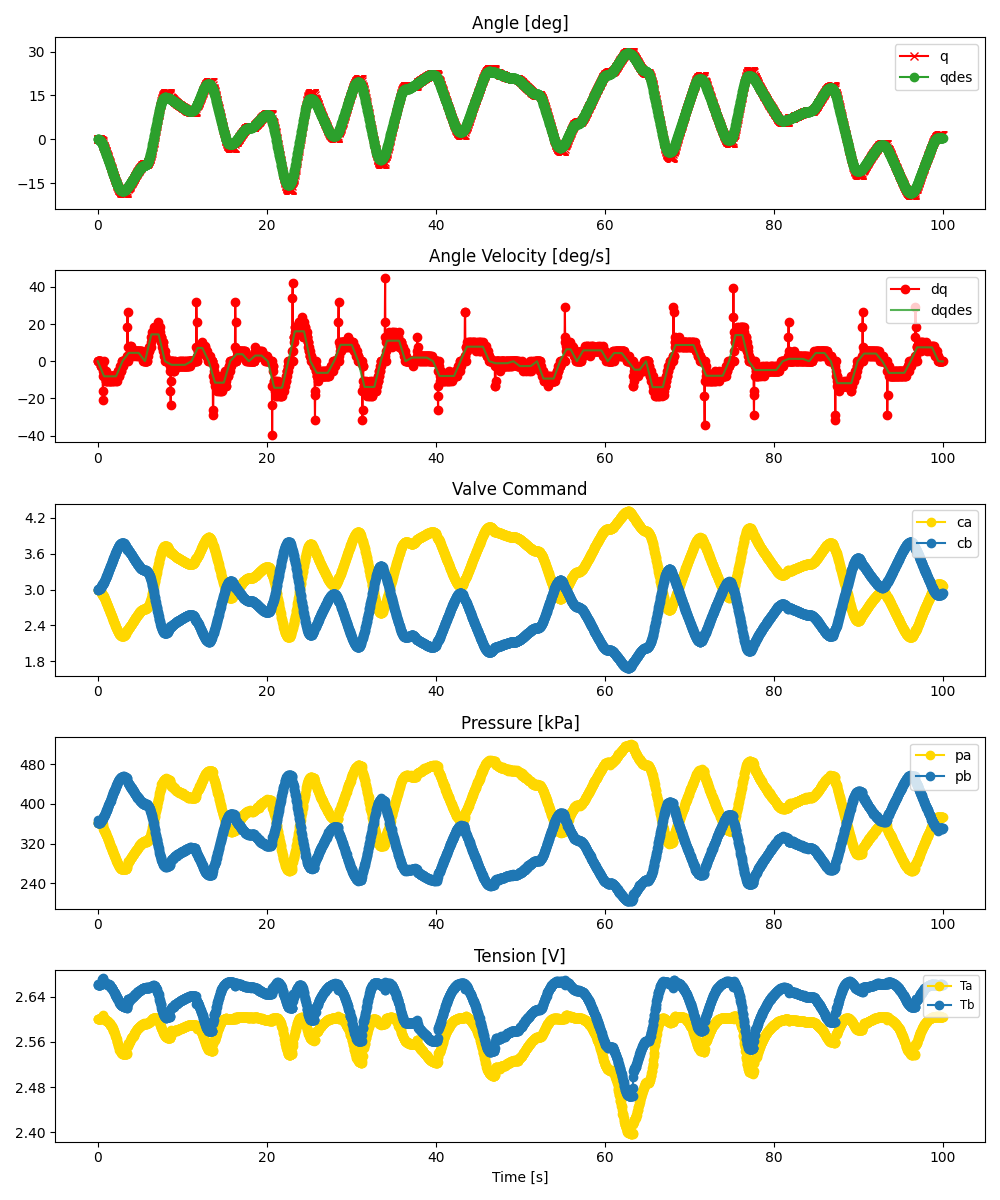 Angle [deg]
30
15
0
−15
q
qdes
0 20 40 60 80 100
Angle Velocity [deg/s]
40
20
0
−20
−40
dq
dqdes
0 20 40 60 80 100
Valve Command
4.2
3.6
3.0
2.4
1.8
ca
cb
0 20 40 60 80 100
Pressure [kPa]
480
400
320
240
pa
pb
0 20 40 60 80 100
Tension [V]
2.64
2.56
2.48
2.40
Ta
Tb
0 20 40 60 80 100
Time [s]